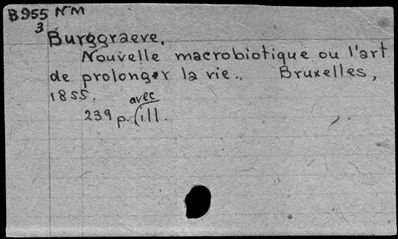 B955 NM
3
Burggraeve.
Nouvelle macrobiotique ou l'art
de prolonger la vie.. Bruxelles,
1855.
avec
239 p. (ill.